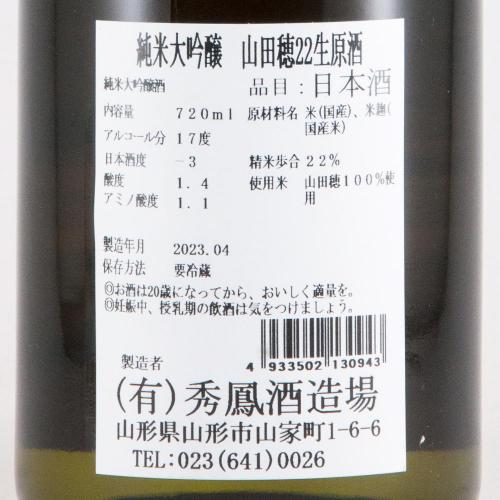 純米大吟醸　山田穂22生原酒
純米大吟醸酒　品目：日本酒
内容量　720ml　原材料名　米(国産)、米麹(
国産米)
アルコール分　17度
日本酒度　－3　精米歩合　22％
酸度　1.4　使用米　山田穂100％使
用
アミノ酸度　1.1
製造年月　2023.04
保存方法　要冷蔵
◎お酒は20歳になってから、おいしく適量を。
◎妊娠中、授乳期の飲酒は気をつけましょう。
4 933502 130943
製造者
(有)秀鳳酒造場
山形県山形市山家町1-6-6
TEL:023(641)0026